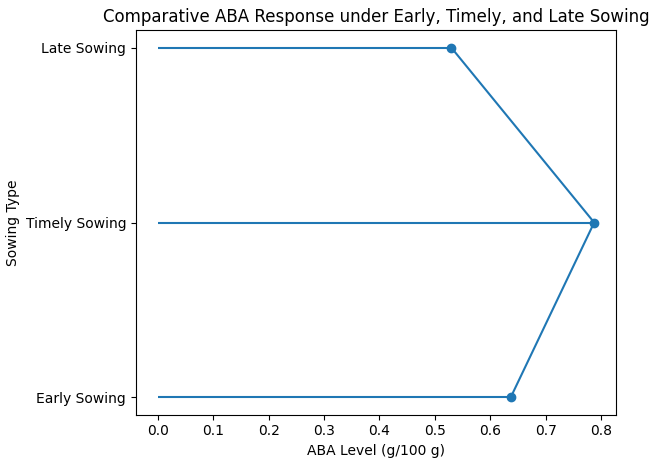 Comparative ABA Response under Early, Timely, and Late Sowing
Late Sowing
Timely Sowing
Early Sowing
Sowing Type
0.0 0.1 0.2 0.3 0.4 0.5 0.6 0.7 0.8
ABA Level (g/100 g)